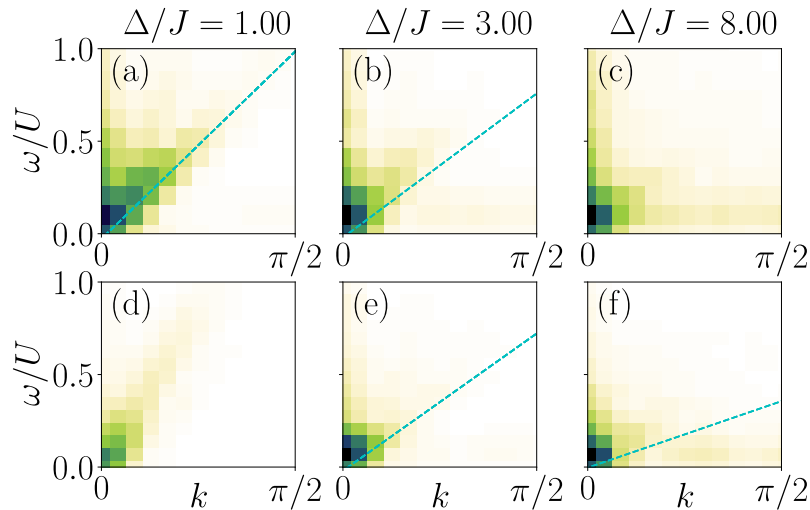 Δ/J = 1.00 Δ/J = 3.00 Δ/J = 8.00
1.0 (a) (b) (c)
ω/U 0.5
0.0
0 π/2 0 π/2 0 π/2
1.0 (d) (e) (f)
ω/U 0.5
0.0
0 k π/2 0 k π/2 0 k π/2